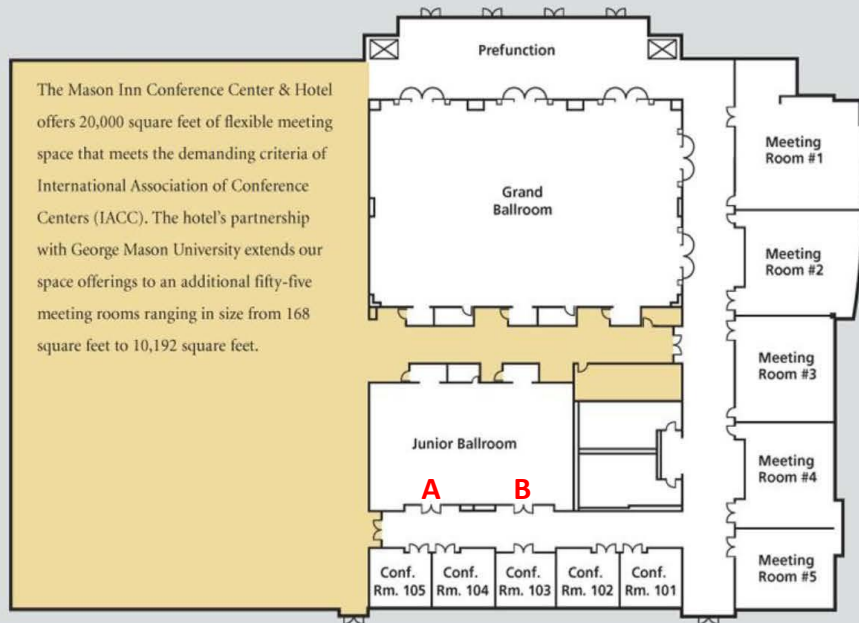 Prefunction
The Mason Inn Conference Center & Hotel
offers 20,000 square feet of flexible meeting
space that meets the demanding criteria of
International Association of Conference
Centers (IACC). The hotel's partnership
with George Mason University extends our
space offerings to an additional fifty-five
meeting rooms ranging in size from 168
square feet to 10,192 square feet.
Grand
Ballroom
Meeting
Room #1
Meeting
Room #2
Meeting
Room #3
Meeting
Room #4
Meeting
Room #5
Junior Ballroom
A
B
Conf.
Rm. 105
Conf.
Rm. 104
Conf.
Rm. 103
Conf.
Rm. 102
Conf.
Rm. 101